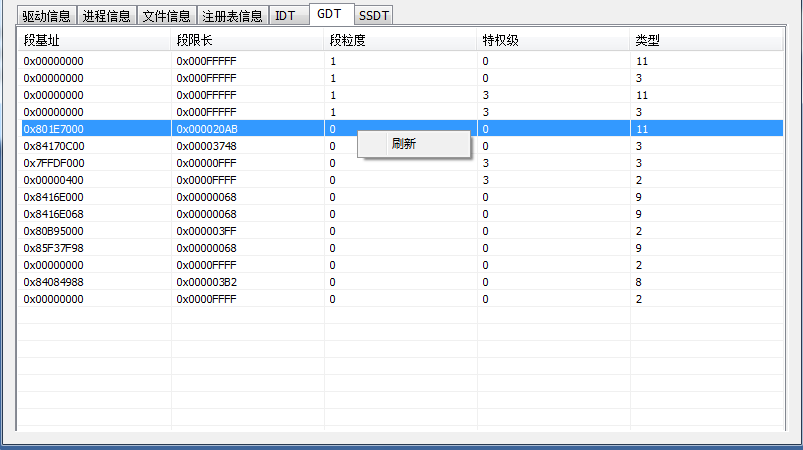 驱动信息 进程信息 文件信息 注册表信息 IDT GDT SSDT
段基址 段限长 段粒度 特权级 类型
0x00000000 0x000FFFFF 1 0 11
0x00000000 0x000FFFFF 1 0 3
0x00000000 0x000FFFFF 1 3 11
0x00000000 0x000FFFFF 1 3 3
0x801E7000 0x000020AB 0 0 11
刷新
0x84170C00 0x00003748 0 0 3
0x7FFDF000 0x00000FFF 0 3 3
0x00000400 0x0000FFFF 0 3 2
0x8416E000 0x00000068 0 0 9
0x8416E068 0x00000068 0 0 9
0x80B95000 0x000003FF 0 0 2
0x85F37F98 0x00000068 0 0 9
0x00000000 0x0000FFFF 0 0 2
0x84084988 0x000003B2 0 0 8
0x00000000 0x0000FFFF 0 0 2